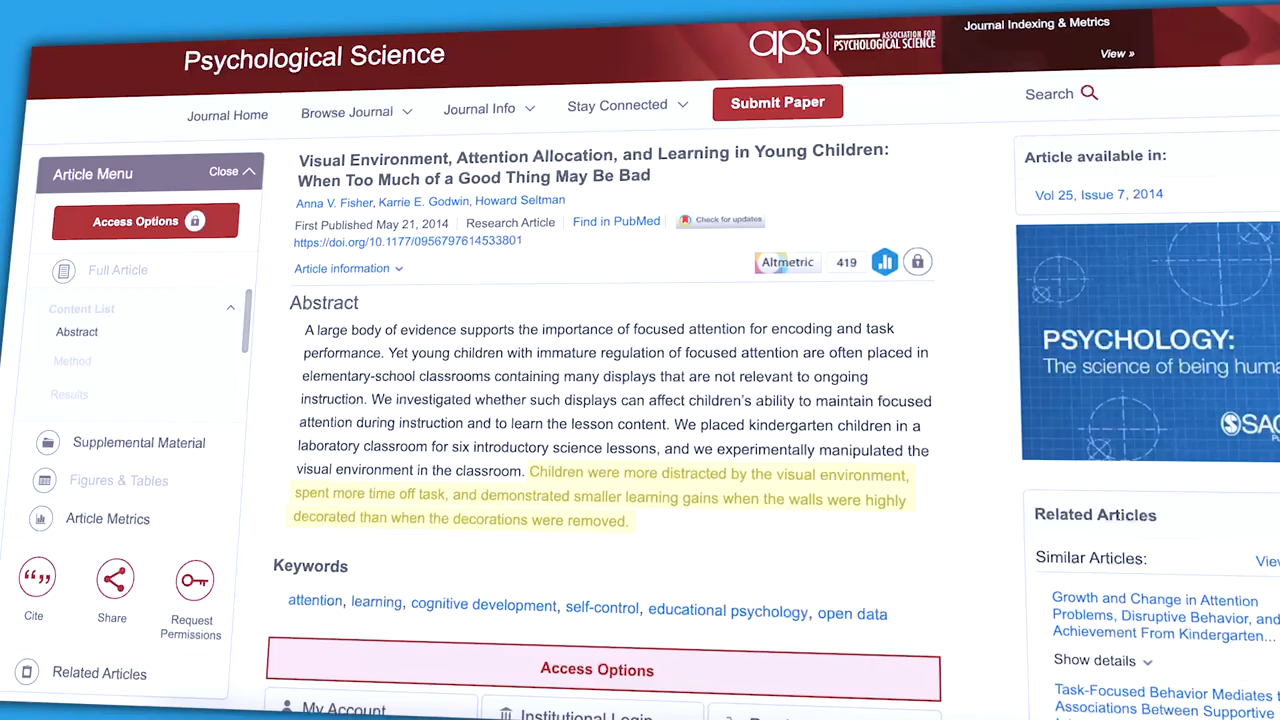 Psychological Science
aps ASSOCIATION FOR
PSYCHOLOGICAL SCIENCE
Journal Indexing & Metrics
View »
Journal Home
Browse Journal
Journal Info
Stay Connected
Submit Paper
Search
Article Menu
Close
Access Options
Full Article
Content List
Abstract
Method
Results
Supplemental Material
Figures & Tables
Article Metrics
Cite
Share
Request
Permissions
Related Articles
Visual Environment, Attention Allocation, and Learning in Young Children:
When Too Much of a Good Thing May Be Bad
Anna V. Fisher, Karrie E. Godwin, Howard Seltman
First Published May 21, 2014 Research Article Find in PubMed Check for updates
https://doi.org/10.1177/0956797614533801
Article information
Altmetric 419
Abstract
A large body of evidence supports the importance of focused attention for encoding and task
performance. Yet young children with immature regulation of focused attention are often placed in
elementary-school classrooms containing many displays that are not relevant to ongoing
instruction. We investigated whether such displays can affect children's ability to maintain focused
attention during instruction and to learn the lesson content. We placed kindergarten children in a
laboratory classroom for six introductory science lessons, and we experimentally manipulated the
visual environment in the classroom. Children were more distracted by the visual environment,
spent more time off task, and demonstrated smaller learning gains when the walls were highly
decorated than when the decorations were removed.
Keywords
attention, learning, cognitive development, self-control, educational psychology, open data
Access Options
My Account
Institutional Login
Article available in:
Vol 25, Issue 7, 2014
PSYCHOLOGY:
The science of being huma
SAG
Related Articles
Similar Articles:
View
Growth and Change in Attention
Problems, Disruptive Behavior, and
Achievement From Kindergarten...
Show details
Task-Focused Behavior Mediates t
Associations Between Supportive